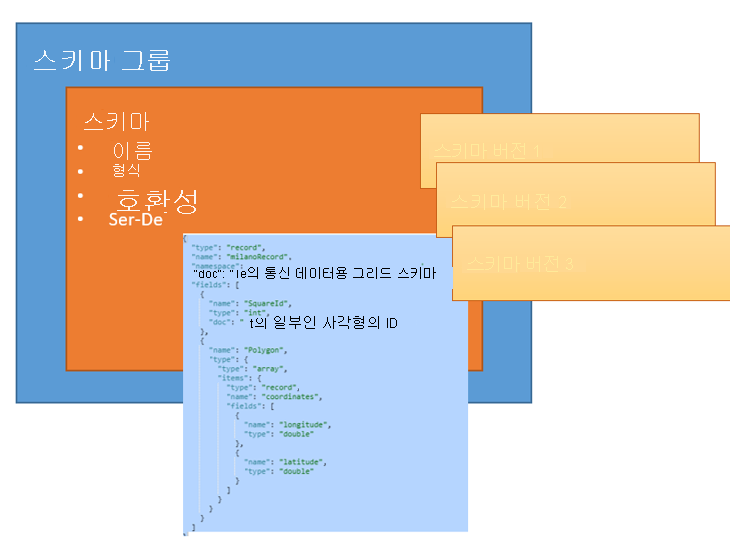 스키마 그룹
스키마
• 이름
• 형식
• 호환성
• Ser-De
스키마 버전 1
스키마 버전 2
스키마 버전 3
{
"type": "record",
"name": "milanoRecord",
"namespace":
"doc": "Te의 통신 데이터용 그리드 스키마
"fields": [
{
"name": "SquareId",
"type": "int",
"doc": " t의 일부인 사각형의 ID
},
{
"name": "Polygon",
"type": {
"type": "array",
"items": {
"type": "record",
"name": "coordinates",
"fields": [
{
"name": "longitude",
"type": "double"
},
{
"name": "latitude",
"type": "double"
}
]
}
}
}
]